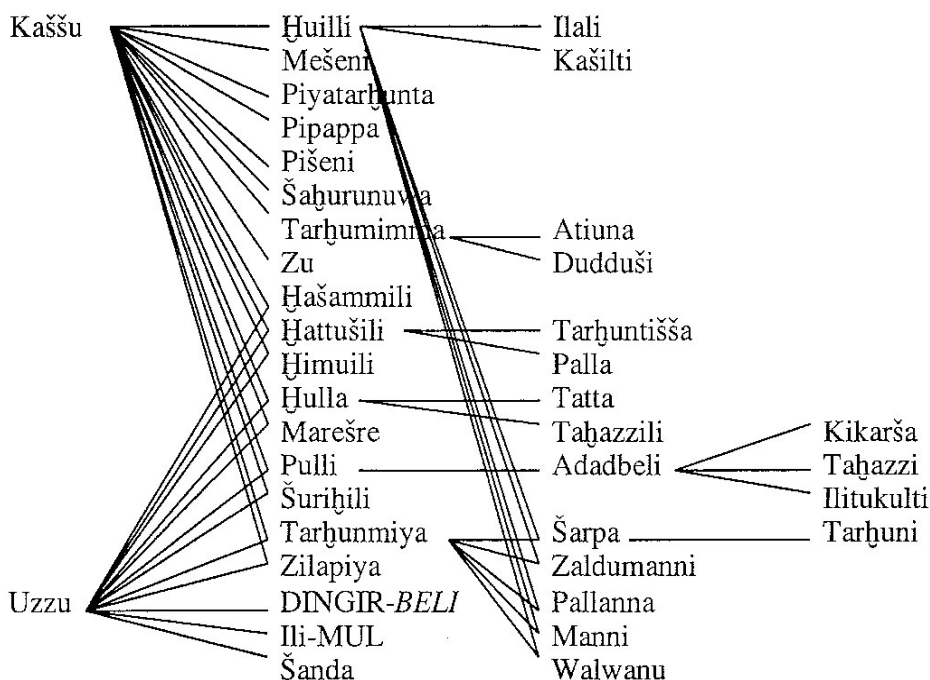 Kaššu Ḫuilli Ilali
Mešeni Kašilti
Piyatarḫunta
Pipappa
Pišeni
Šaḫurunuwa
Tarḫumimma Atiuna
Zu Dudduši
Ḫašammili
Ḫattušili Tarḫuntišša
Ḫimuili Palla
Ḫulla Tatta
Marešre Taḫazzili Kikarša
Pulli Adadbeli Taḫazzi
Šuriḫili Ilitukulti
Tarḫunmiya Šarpa Tarḫuni
Zilapiya Zaldumanni
Uzzu DINGIR-BELI Pallanna
Ili-MUL Manni
Šanda Walwanu